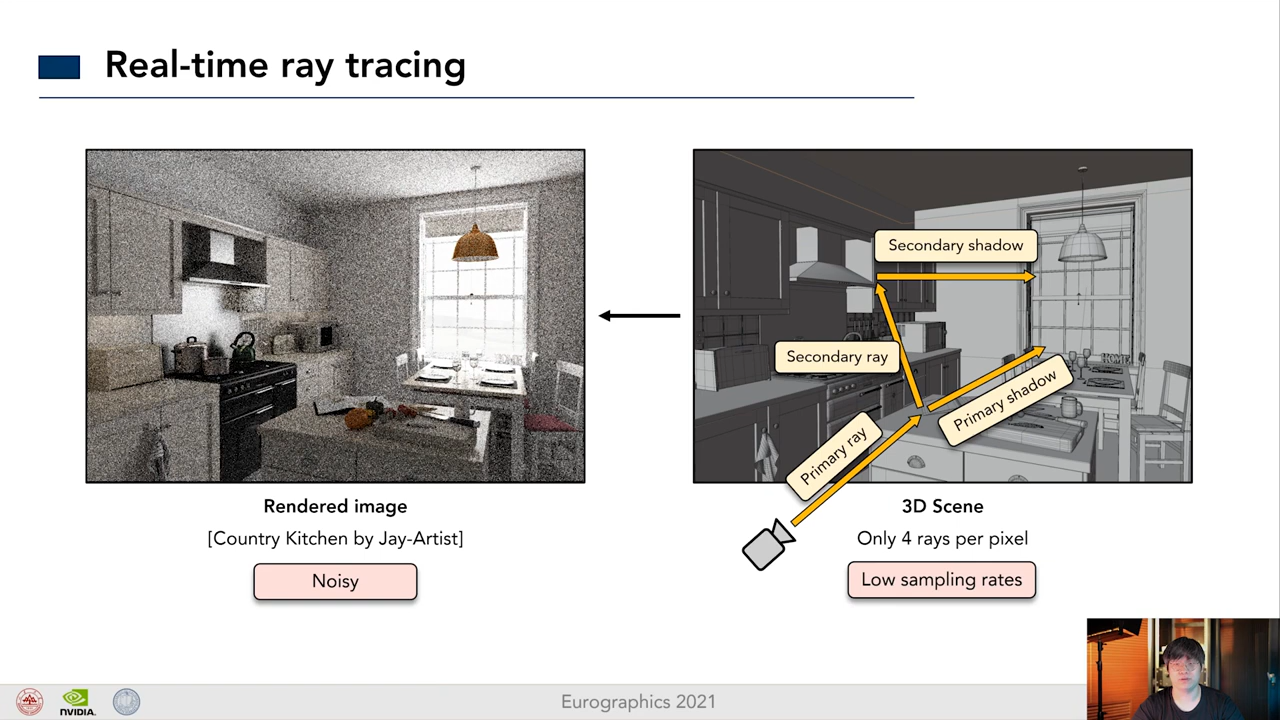 Real-time ray tracing
Secondary shadow
Secondary ray
Primary shadow
Primary ray
Rendered image
[Country Kitchen by Jay-Artist]
Noisy
3D Scene
Only 4 rays per pixel
Low sampling rates
NVIDIA.
Eurographics 2021